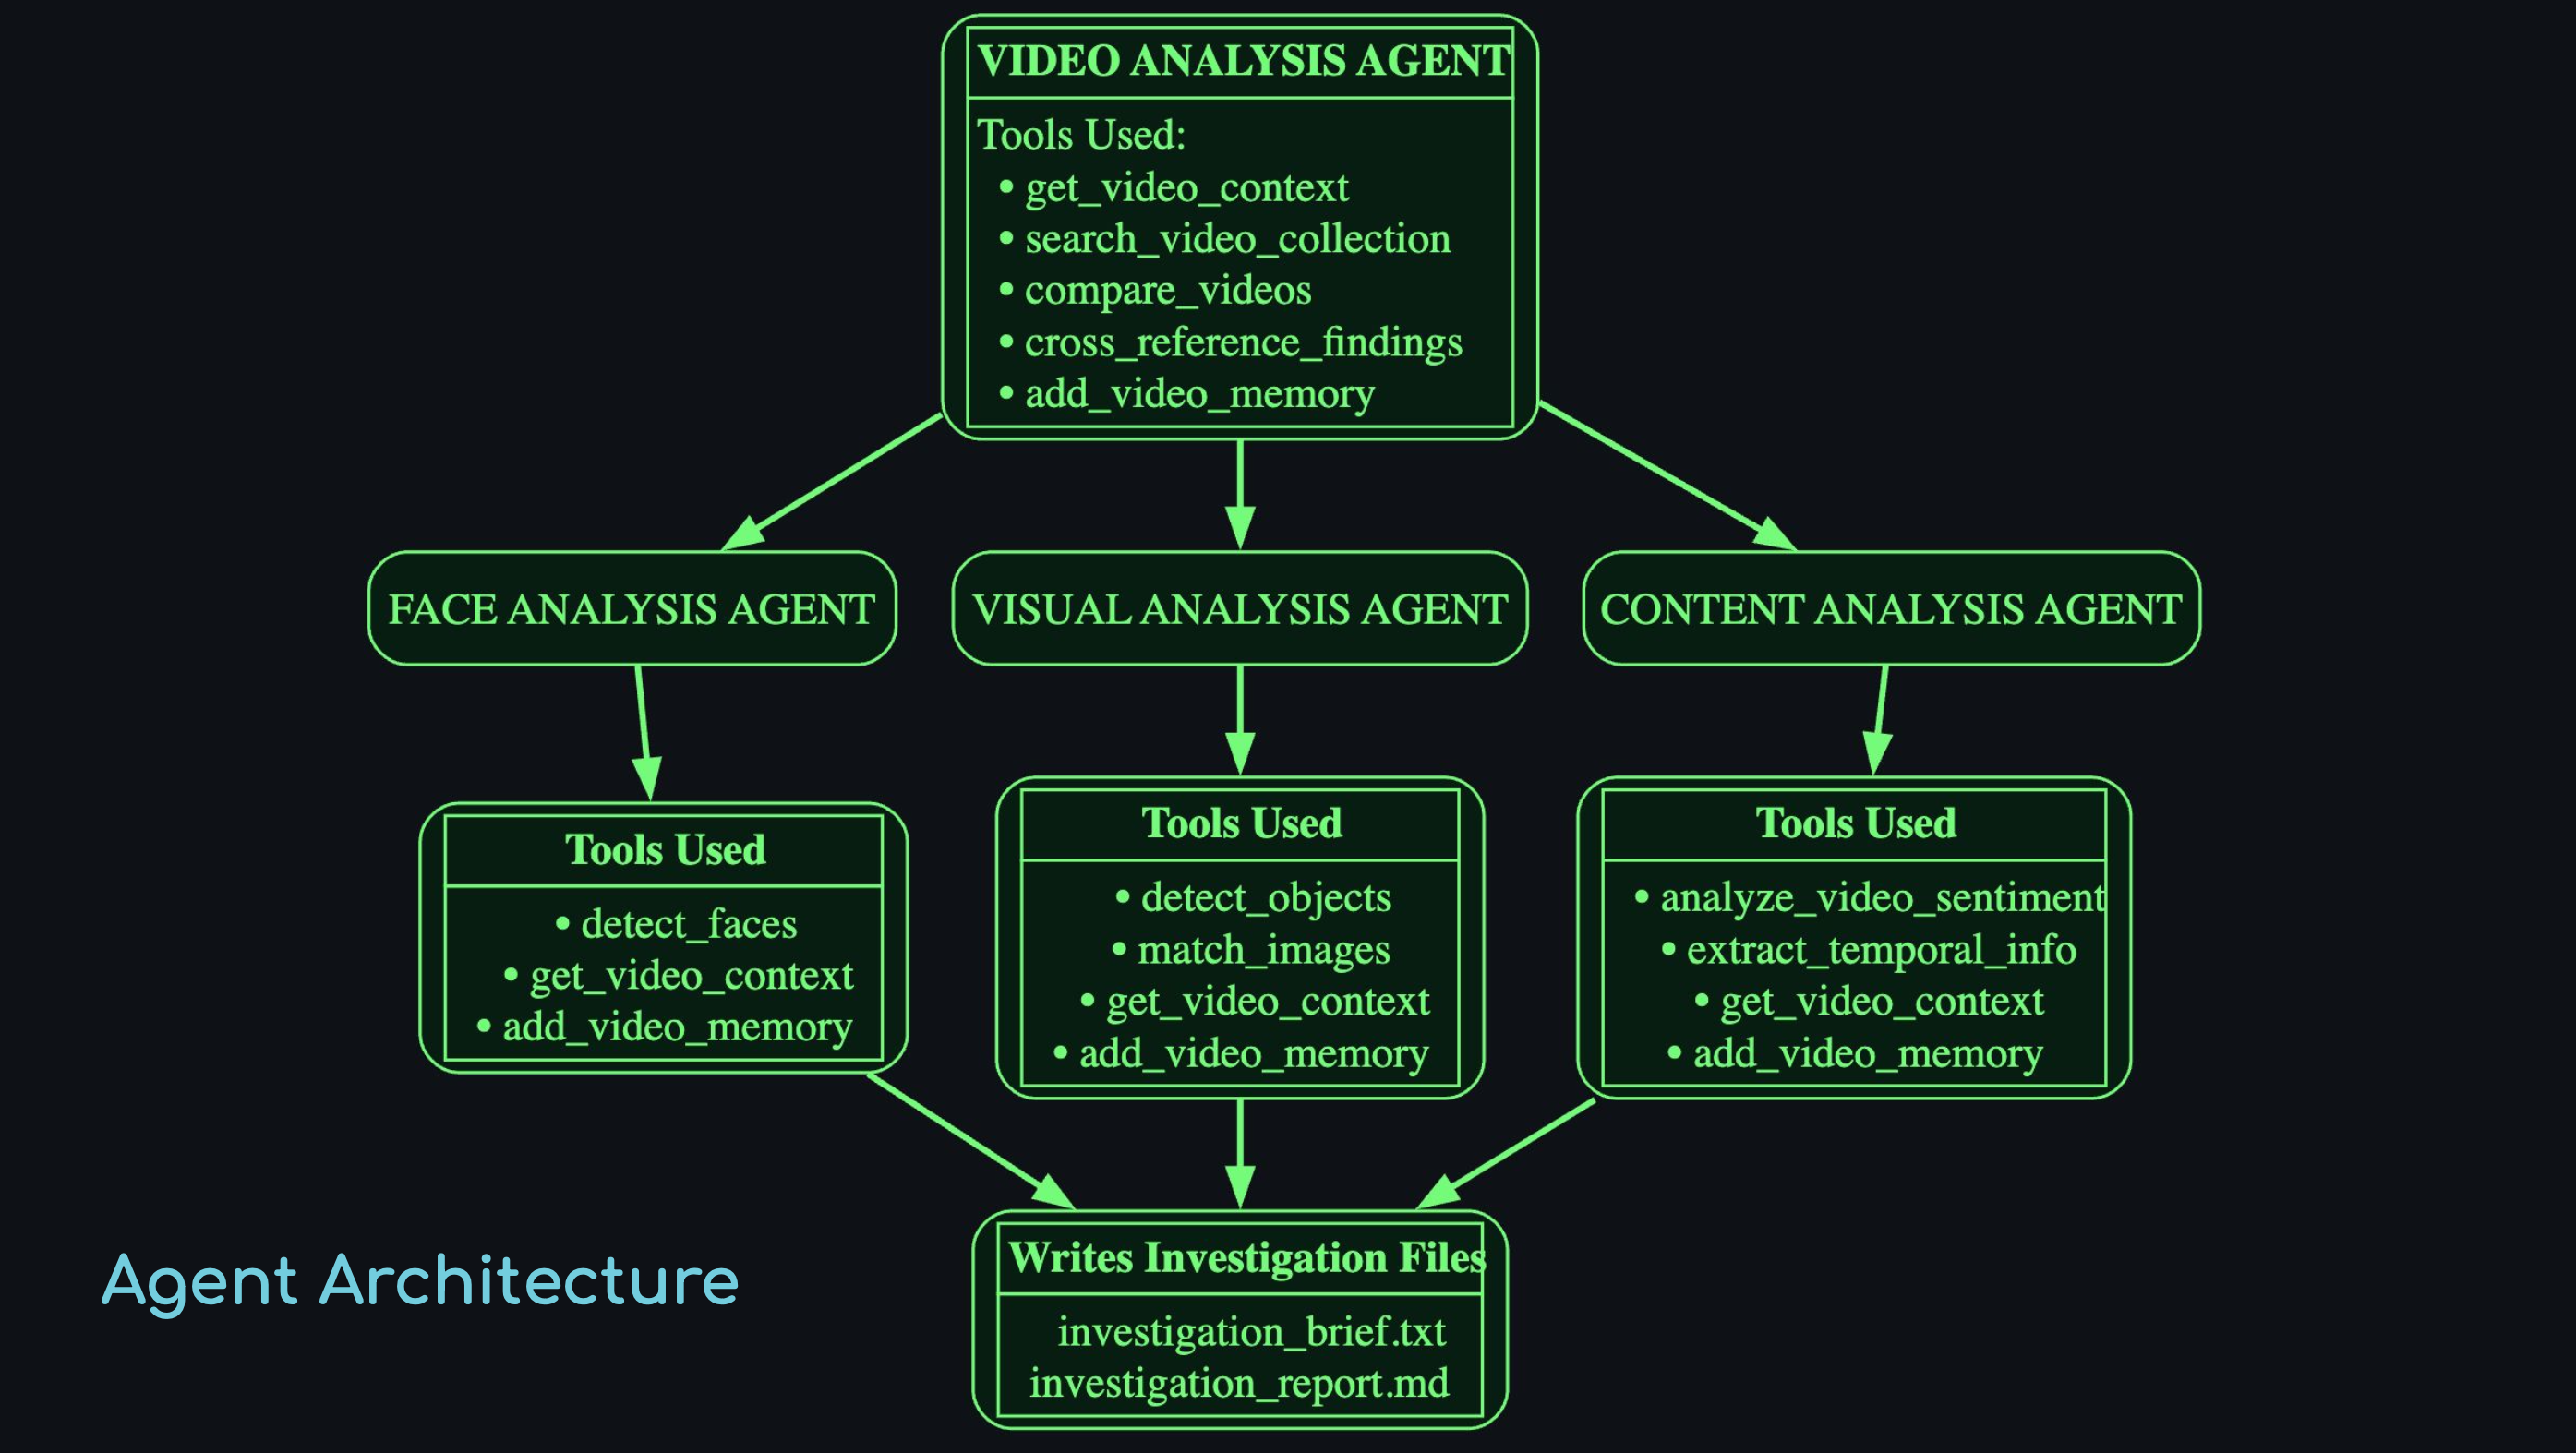 VIDEO ANALYSIS AGENT
Tools Used:
• get_video_context
• search_video_collection
• compare_videos
• cross_reference_findings
• add_video_memory
FACE ANALYSIS AGENT
VISUAL ANALYSIS AGENT
CONTENT ANALYSIS AGENT
Tools Used
• detect_faces
• get_video_context
• add_video_memory
Tools Used
• detect_objects
• match_images
• get_video_context
• add_video_memory
Tools Used
• analyze_video_sentiment
• extract_temporal_info
• get_video_context
• add_video_memory
Writes Investigation Files
investigation_brief.txt
investigation_report.md
Agent Architecture